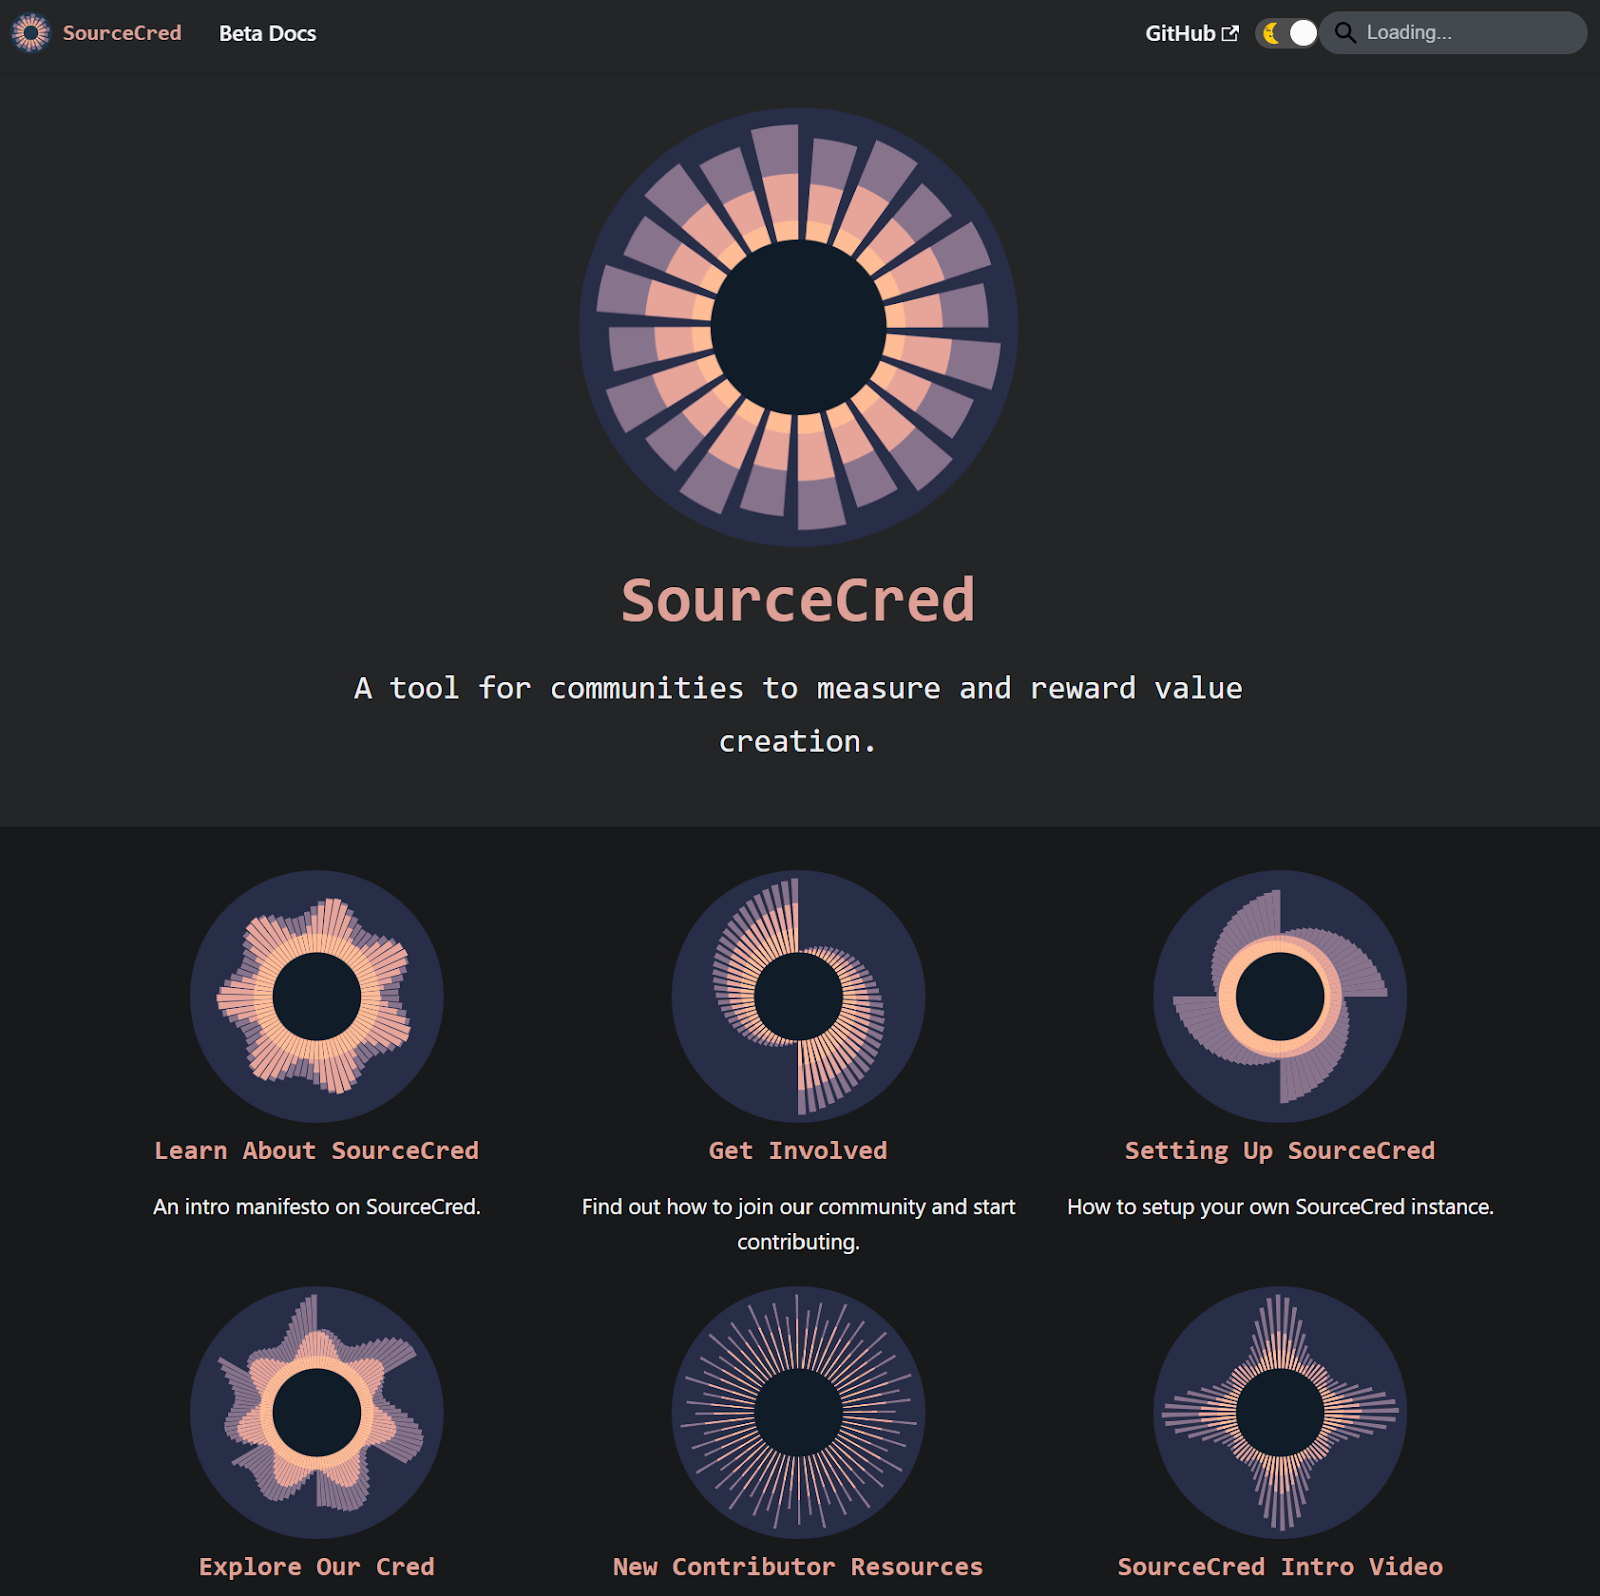 SourceCred
Beta Docs
GitHub
Loading...
SourceCred
A tool for communities to measure and reward value
creation.
Learn About SourceCred
An intro manifesto on SourceCred.
Get Involved
Find out how to join our community and start
contributing.
Setting Up SourceCred
How to setup your own SourceCred instance.
Explore Our Cred
New Contributor Resources
SourceCred Intro Video